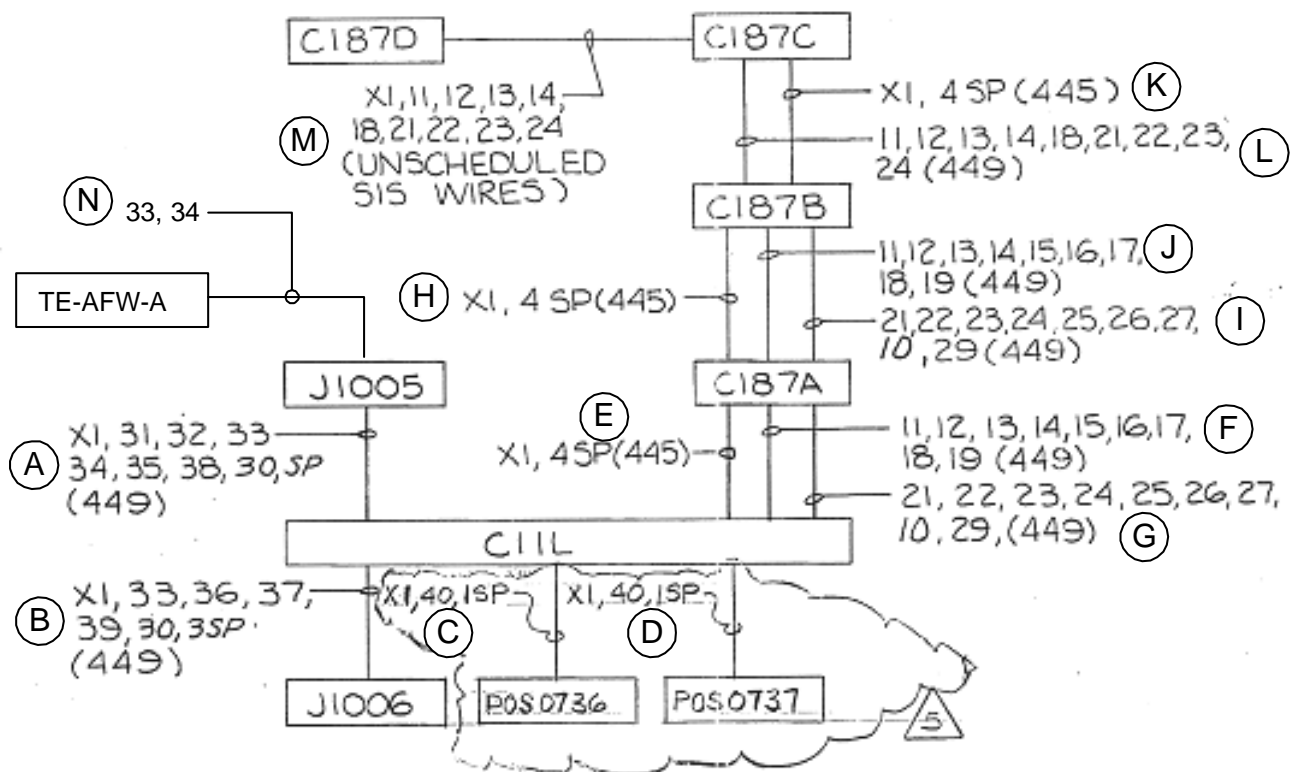 C187D
C187C
X1, 11, 12, 13, 14,
18, 21, 22, 23, 24
(UNSCHEDULED
SIS WIRES)
M
X1, 4 SP (445)
K
11, 12, 13, 14, 18, 21, 22, 23,
24 (449)
L
C187B
N
33, 34
TE-AFW-A
H
X1, 4 SP (445)
11, 12, 13, 14, 15, 16, 17,
18, 19 (449)
J
21, 22, 23, 24, 25, 26, 27,
10, 29 (449)
I
J1005
C187A
A
X1, 31, 32, 33
34, 35, 38, 30, SP
(449)
E
X1, 4SP (445)
11, 12, 13, 14, 15, 16, 17,
18, 19 (449)
F
21, 22, 23, 24, 25, 26, 27,
10, 29, (449)
G
C11L
B
X1, 33, 36, 37,
39, 30, 3SP
(449)
X1, 40, 1SP
C
X1, 40, 1SP
D
J1006
POS 0736
POS 0737
5